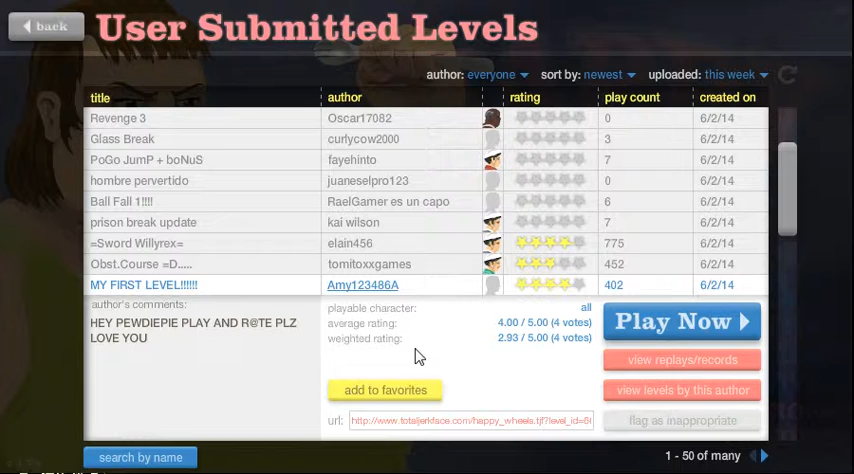 back
User Submitted Levels
author: everyone sort by: newest uploaded: this week
title author rating play count created on
Revenge 3 Oscar17082 0 6/2/14
Glass Break curlycow2000 3 6/2/14
PoGo JumP + boNuS fayehinto 7 6/2/14
hombre pervertido juaneselpro123 0 6/2/14
Ball Fall 1!!!! RaelGamer es un capo 6 6/2/14
prison break update kai wilson 7 6/2/14
=Sword Willyrex= elain456 775 6/2/14
Obst.Course =D..... tomitoxxgames 452 6/2/14
MY FIRST LEVEL!!!!!! Amy123486A 402 6/2/14
author's comments:
HEY PEWDIEPIE PLAY AND R@TE PLZ
LOVE YOU
playable character: all
average rating: 4.00 / 5.00 (4 votes)
weighted rating: 2.93 / 5.00 (4 votes)
add to favorites
url: http://www.totaljerkface.com/happy_wheels.tjf?level_id=6
Play Now
view replays/records
view levels by this author
flag as inappropriate
search by name
1 - 50 of many